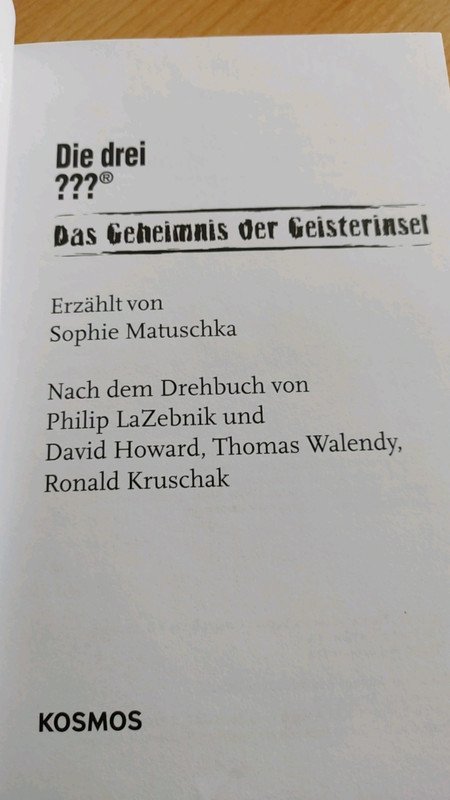 Die drei
???®
Das Geheimnis der Geisterinsel
Erzählt von
Sophie Matuschka
Nach dem Drehbuch von
Philip LaZebnik und
David Howard, Thomas Walendy,
Ronald Kruschak
KOSMOS